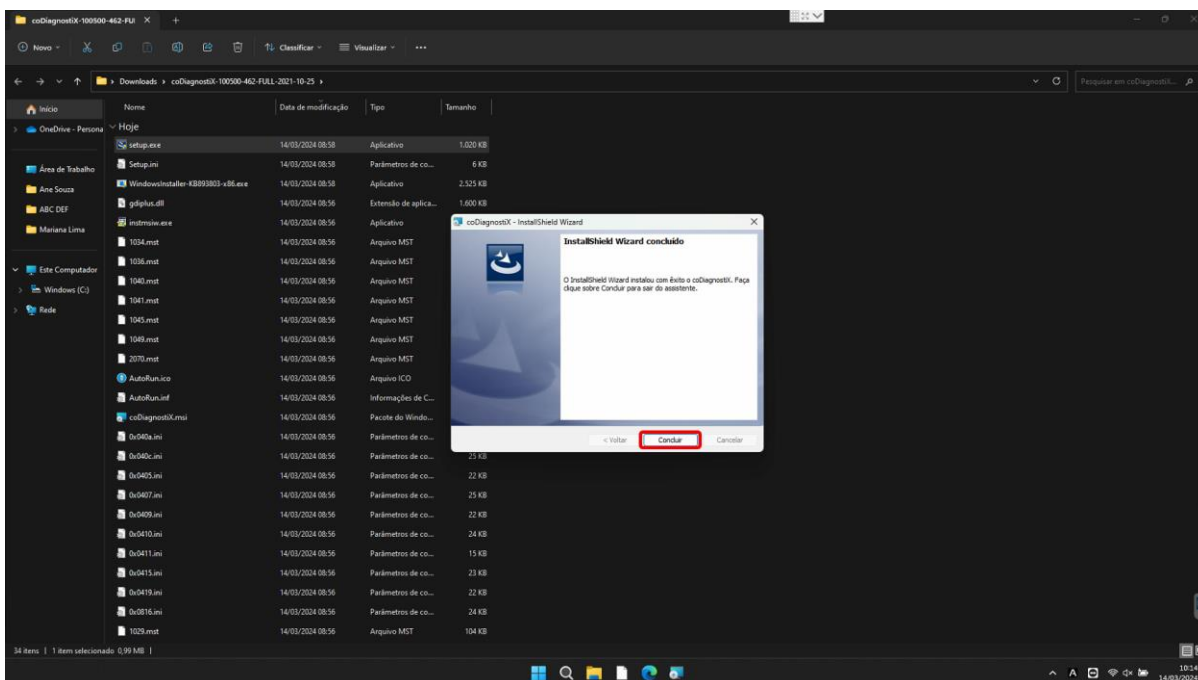 coDiagnostiX-100500-462-FUI
Novo
Classificar
Visualizar
Downloads > coDiagnostiX-100500-462-FULL-2021-10-25 >
Pesquisar em coDiagnostiX...
Início
OneDrive - Persona
Área de Trabalho
Ane Souza
ABC DEF
Mariana Lima
Este Computador
Windows (C:)
Rede
Nome Data de modificação Tipo Tamanho
Hoje
setup.exe 14/03/2024 08:58 Aplicativo 1.020 KB
Setup.ini 14/03/2024 08:58 Parâmetros de co... 6 KB
WindowsInstaller-KB893803-x86.exe 14/03/2024 08:58 Aplicativo 2.525 KB
gdiplus.dll 14/03/2024 08:56 Extensão de aplica... 1.600 KB
instmsiw.exe 14/03/2024 08:56 Aplicativo
1034.mst 14/03/2024 08:56 Arquivo MST
1036.mst 14/03/2024 08:56 Arquivo MST
1040.mst 14/03/2024 08:56 Arquivo MST
1041.mst 14/03/2024 08:56 Arquivo MST
1045.mst 14/03/2024 08:56 Arquivo MST
1049.mst 14/03/2024 08:56 Arquivo MST
2070.mst 14/03/2024 08:56 Arquivo MST
AutoRun.ico 14/03/2024 08:56 Arquivo ICO
AutoRun.inf 14/03/2024 08:56 Informações de C...
coDiagnostiX.msi 14/03/2024 08:56 Pacote do Windo...
0x040a.ini 14/03/2024 08:56 Parâmetros de co...
0x040c.ini 14/03/2024 08:56 Parâmetros de co... 25 KB
0x0405.ini 14/03/2024 08:56 Parâmetros de co... 22 KB
0x0407.ini 14/03/2024 08:56 Parâmetros de co... 25 KB
0x0409.ini 14/03/2024 08:56 Parâmetros de co... 22 KB
0x0410.ini 14/03/2024 08:56 Parâmetros de co... 24 KB
0x0411.ini 14/03/2024 08:56 Parâmetros de co... 15 KB
0x0415.ini 14/03/2024 08:56 Parâmetros de co... 23 KB
0x0419.ini 14/03/2024 08:56 Parâmetros de co... 22 KB
0x0816.ini 14/03/2024 08:56 Parâmetros de co... 24 KB
1029.mst 14/03/2024 08:56 Arquivo MST 104 KB
coDiagnostiX - InstallShield Wizard
InstallShield Wizard concluído
O InstallShield Wizard instalou com êxito o coDiagnostiX. Faça
clique sobre Concluir para sair do assistente.
< Voltar Concluir Cancelar
34 itens | 1 item selecionado 0,99 MB |
A
10:14
14/03/2024